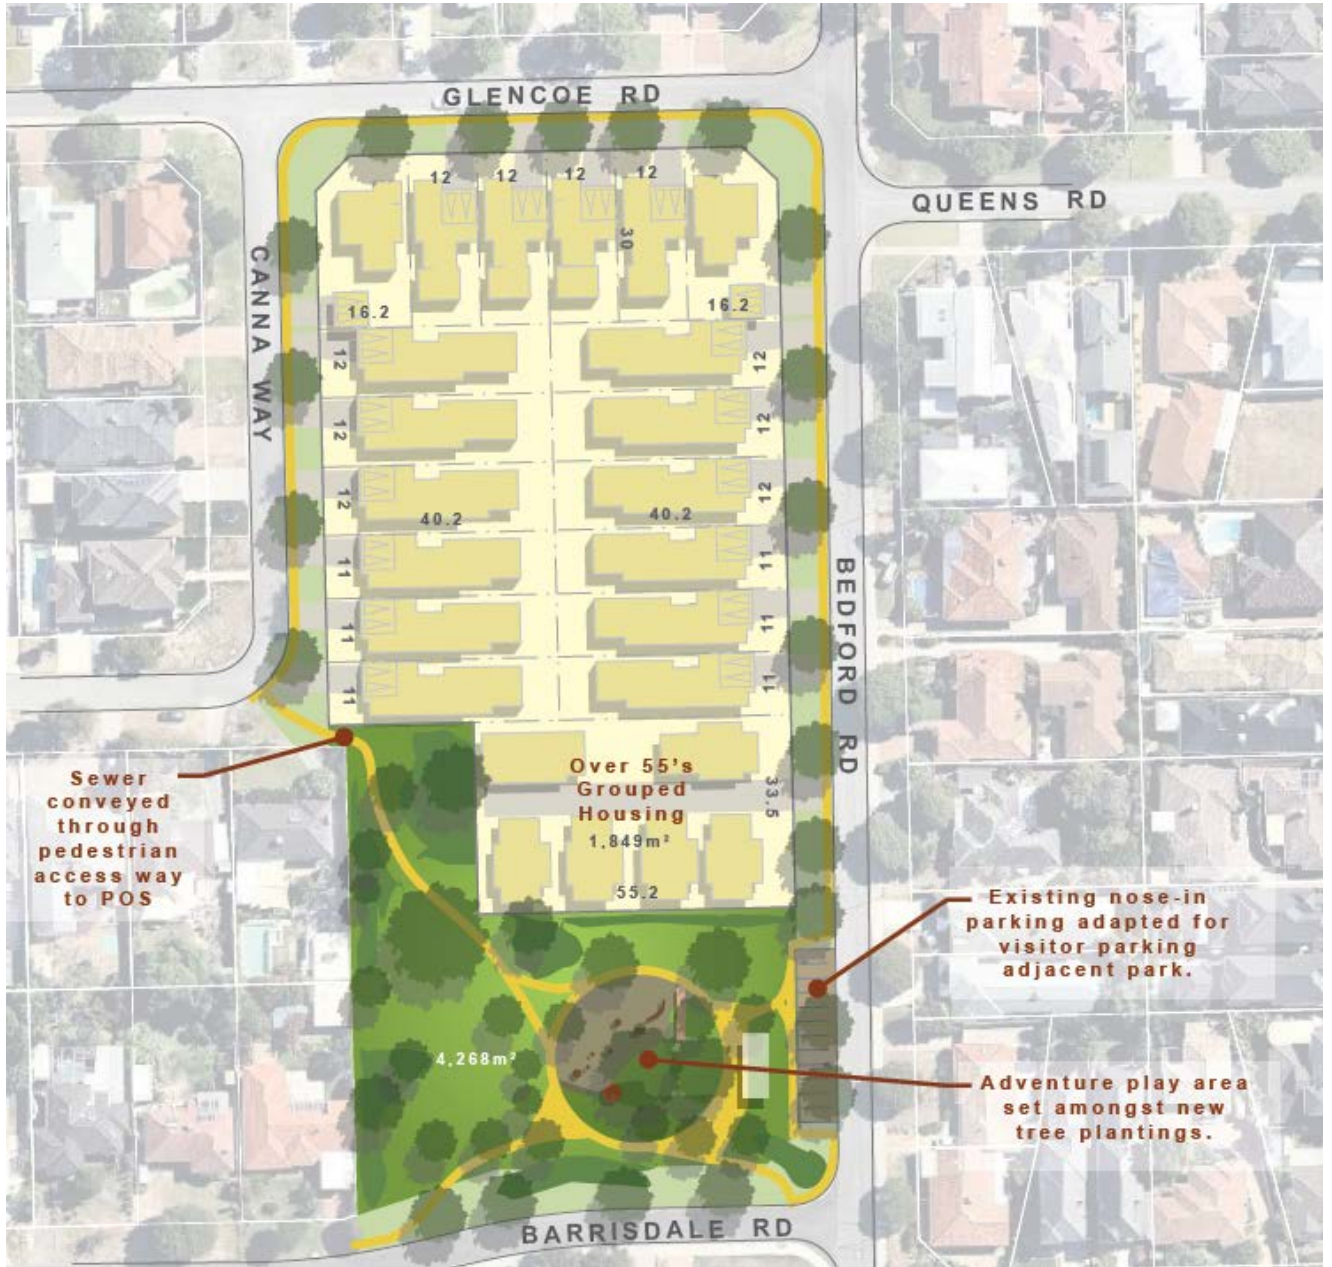 GLENCOE RD
QUEENS RD
CANNA WAY
BEDFORD RD
BARRISDALE RD
12
12
12
12
30
16.2
16.2
12
12
12
12
12
12
40.2
40.2
11
11
11
11
11
11
Over 55's
Grouped
Housing
1,849m²
33.5
55.2
Sewer
conveyed
through
pedestrian
access way
to POS
Existing nose-in
parking adapted for
visitor parking
adjacent park.
4,268m²
Adventure play area
set amongst new
tree plantings.